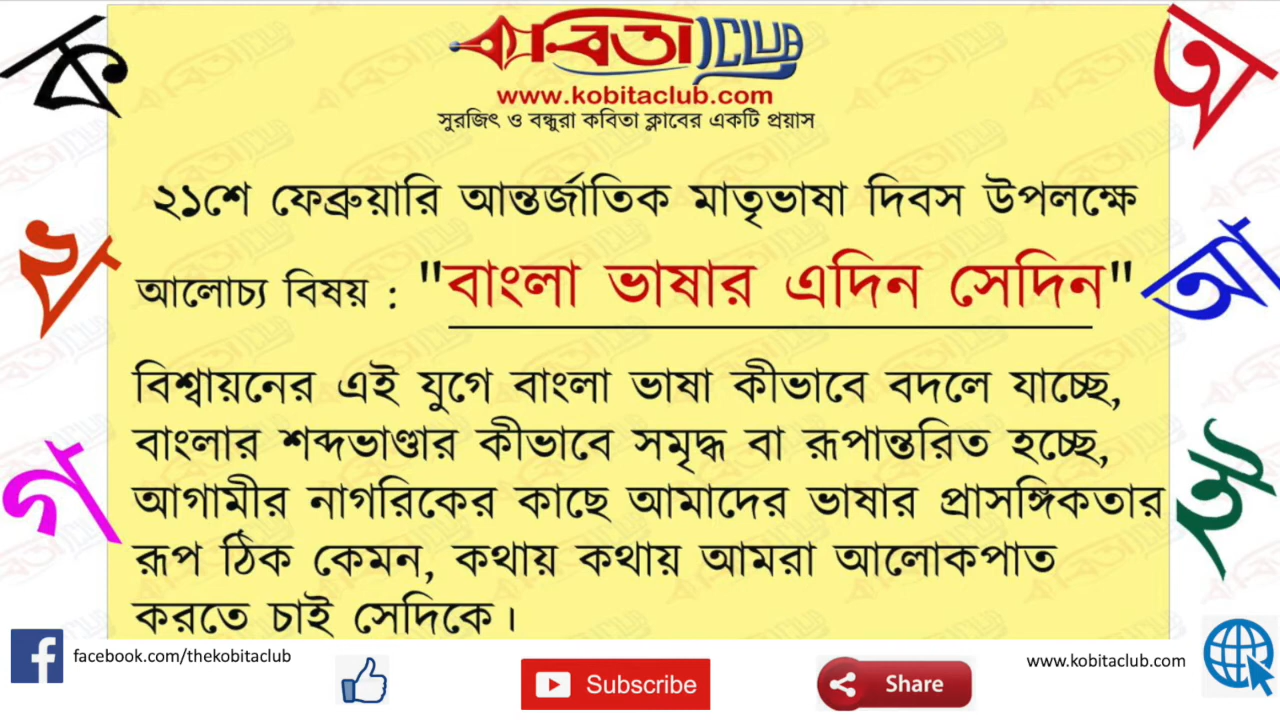 কবিতা CLUB
www.kobitaclub.com
সুরজিৎ ও বন্ধুরা কবিতা ক্লাবের একটি প্রয়াস
২১শে ফেব্রুয়ারি আন্তর্জাতিক মাতৃভাষা দিবস উপলক্ষে
আলোচ্য বিষয় : "বাংলা ভাষার এদিন সেদিন"
বিশ্বায়নের এই যুগে বাংলা ভাষা কীভাবে বদলে যাচ্ছে,
বাংলার শব্দভাণ্ডার কীভাবে সমৃদ্ধ বা রূপান্তরিত হচ্ছে,
আগামীর নাগরিকের কাছে আমাদের ভাষার প্রাসঙ্গিকতার
রূপ ঠিক কেমন, কথায় কথায় আমরা আলোকপাত
করতে চাই সেদিকে।
ক
খ
গ
অ
আ
ৎ
facebook.com/thekobitaclub
Subscribe
Share
www.kobitaclub.com